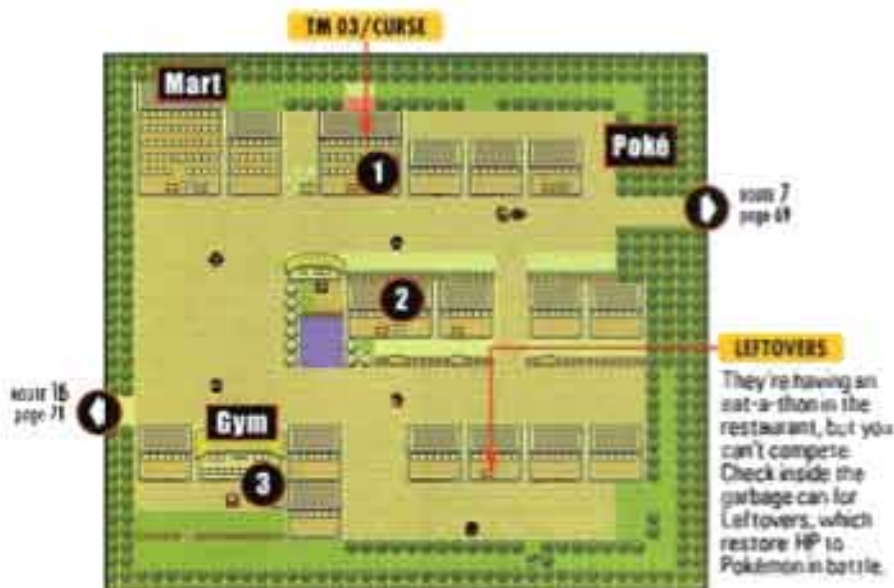 TM 03/CURSE
Mart
Poké
1
ROUTE 7
page 69
2
LEFTOVERS
They're having an
eat-a-thon in the
restaurant, but you
can't compete.
Check inside the
garbage can for
Leftovers, which
restore HP to
Pokémon in battle.
ROUTE 16
page 71
Gym
3